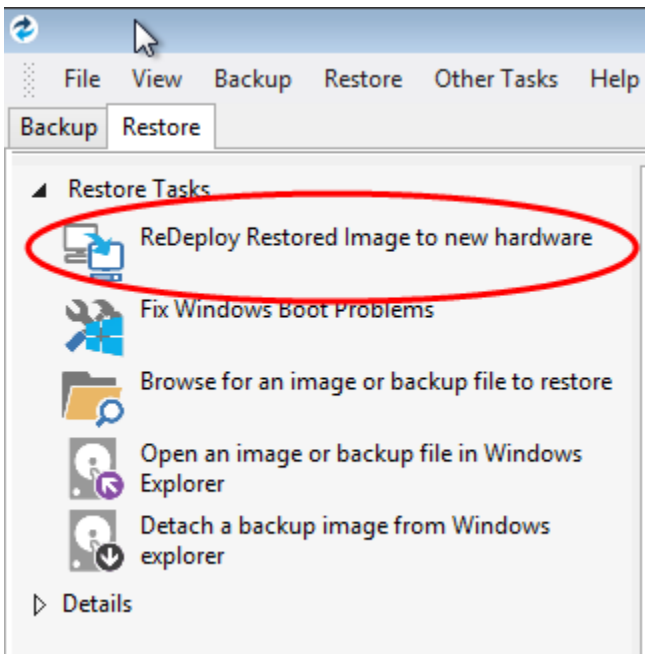 File View Backup Restore Other Tasks Help
Backup Restore
Restore Tasks
ReDeploy Restored Image to new hardware
Fix Windows Boot Problems
Browse for an image or backup file to restore
Open an image or backup file in Windows
Explorer
Detach a backup image from Windows
explorer
Details